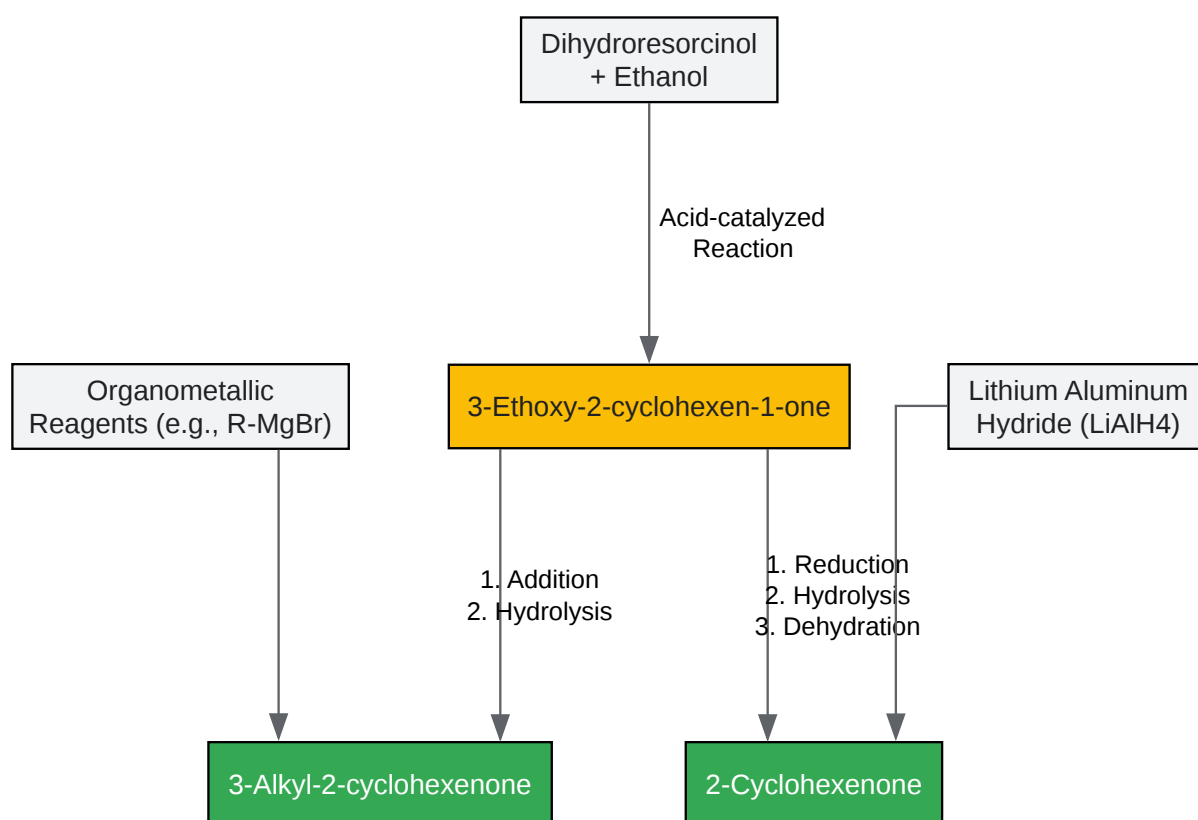 Dihydroresorcinol
+ Ethanol
Acid-catalyzed
Reaction
Organometallic
Reagents (e.g., R-MgBr)
3-Ethoxy-2-cyclohexen-1-one
Lithium Aluminum
Hydride (LiAlH4)
1. Addition
2. Hydrolysis
1. Reduction
2. Hydrolysis
3. Dehydration
3-Alkyl-2-cyclohexenone
2-Cyclohexenone